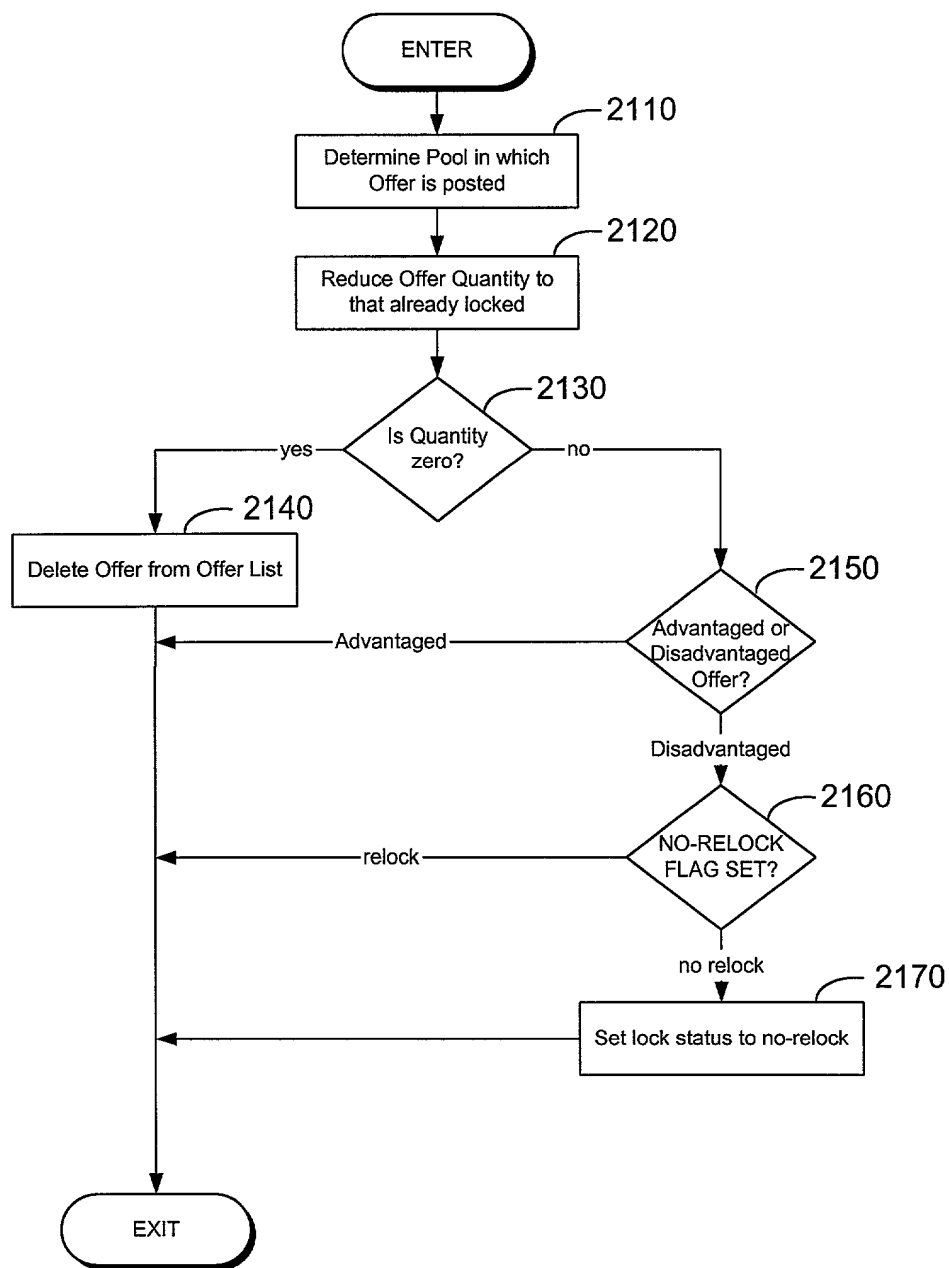 ENTER
2110
Determine Pool in which
Offer is posted
2120
Reduce Offer Quantity to
that already locked
2130
Is Quantity
zero?
yes
no
2140
Delete Offer from Offer List
2150
Advantaged or
Disadvantaged
Offer?
Advantaged
Disadvantaged
2160
NO-RELOCK
FLAG SET?
relock
no relock
2170
Set lock status to no-relock
EXIT